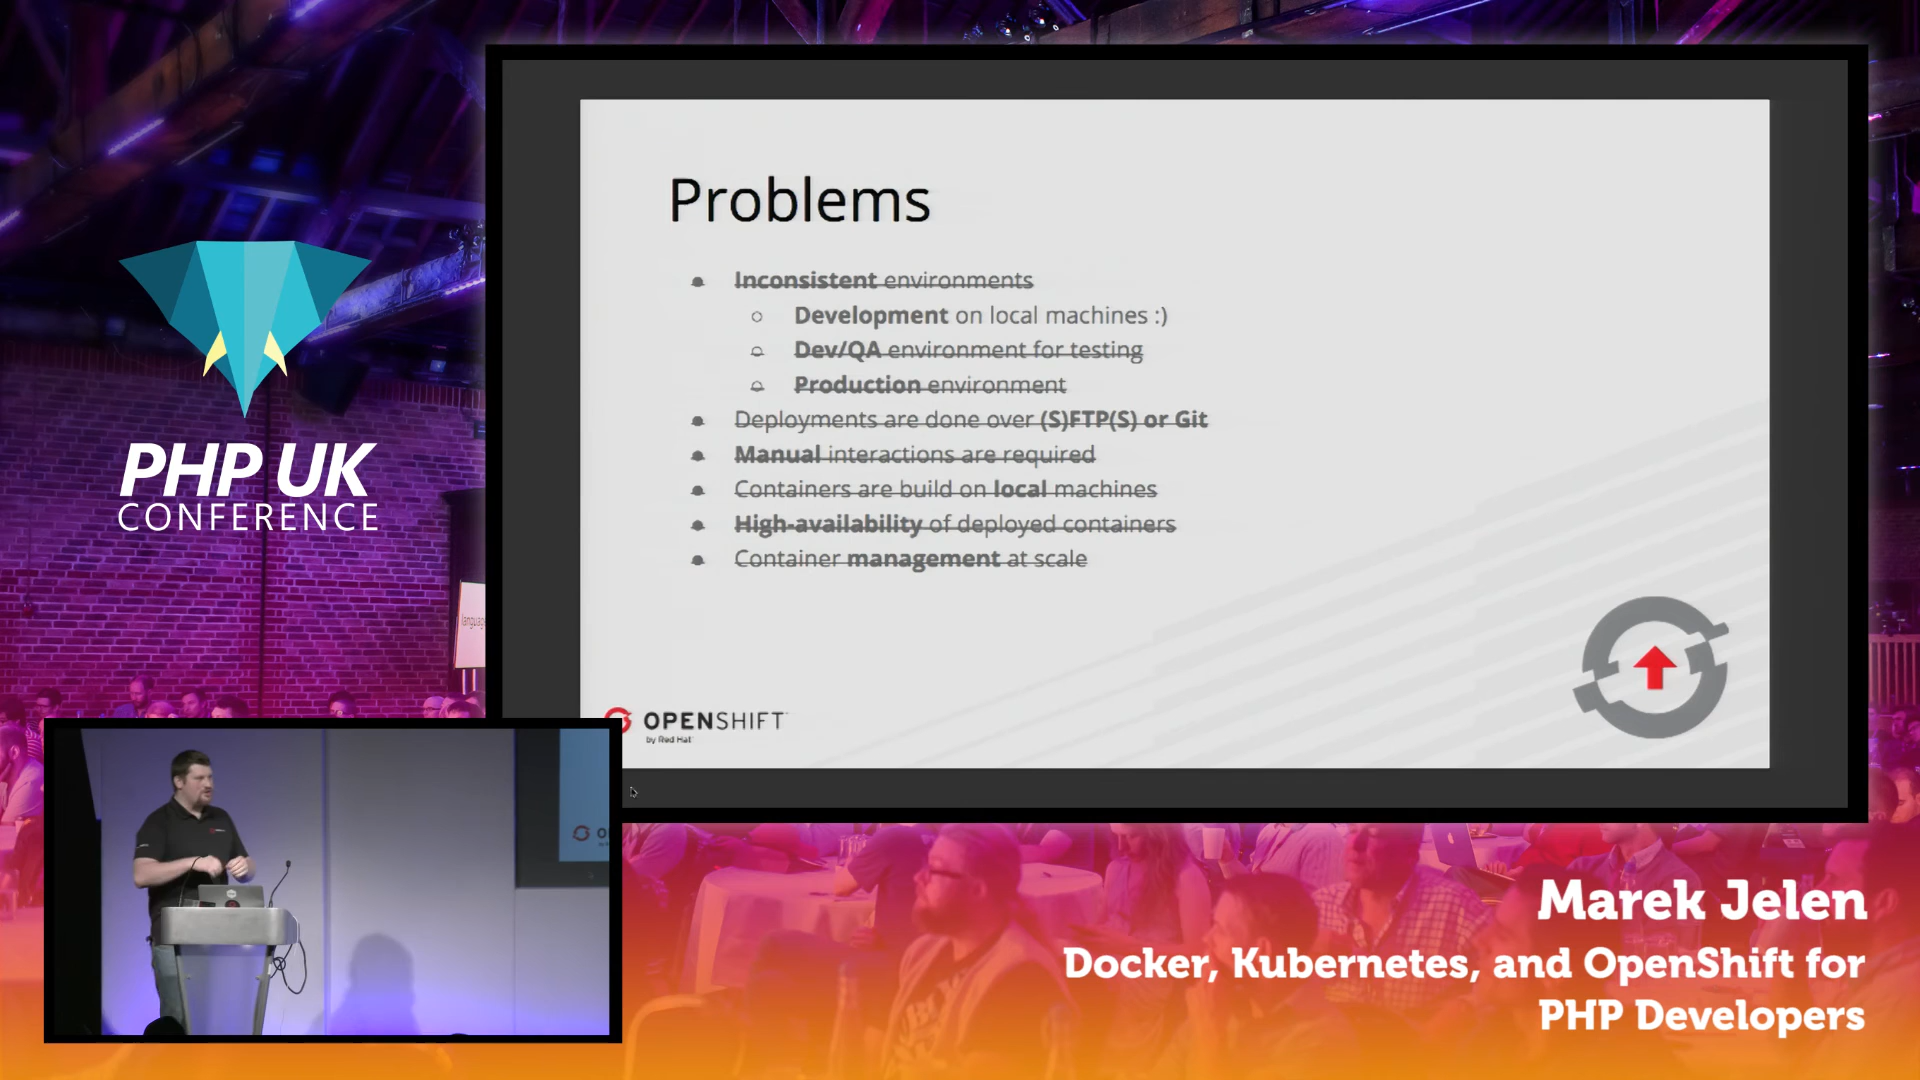 Problems
Inconsistent environments
Development on local machines :)
Dev/QA environment for testing
Production environment
Deployments are done over (S)FTP(S) or Git
Manual interactions are required
Containers are build on local machines
High-availability of deployed containers
Container management at scale
OPENSHIFT
by Red Hat
PHP UK
CONFERENCE
Marek Jelen
Docker, Kubernetes, and OpenShift for
PHP Developers